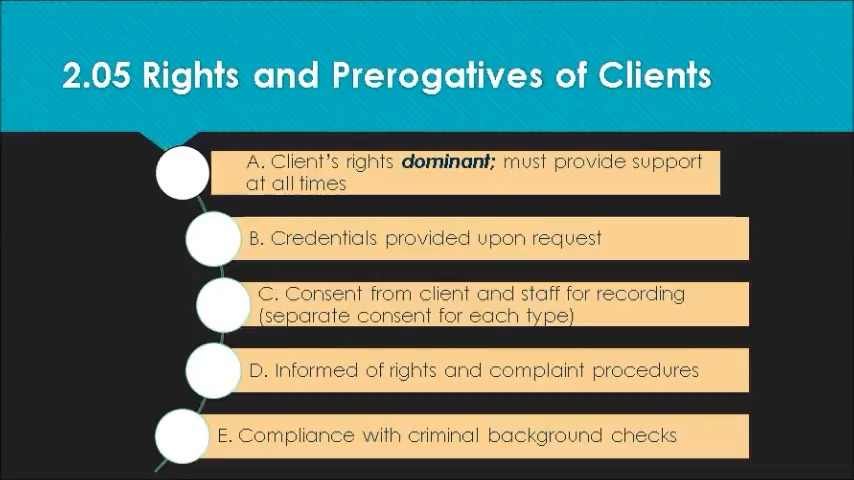 2.05 Rights and Prerogatives of Clients
A. Client's rights dominant; must provide support
at all times
B. Credentials provided upon request
C. Consent from client and staff for recording
(separate consent for each type)
D. Informed of rights and complaint procedures
E. Compliance with criminal background checks